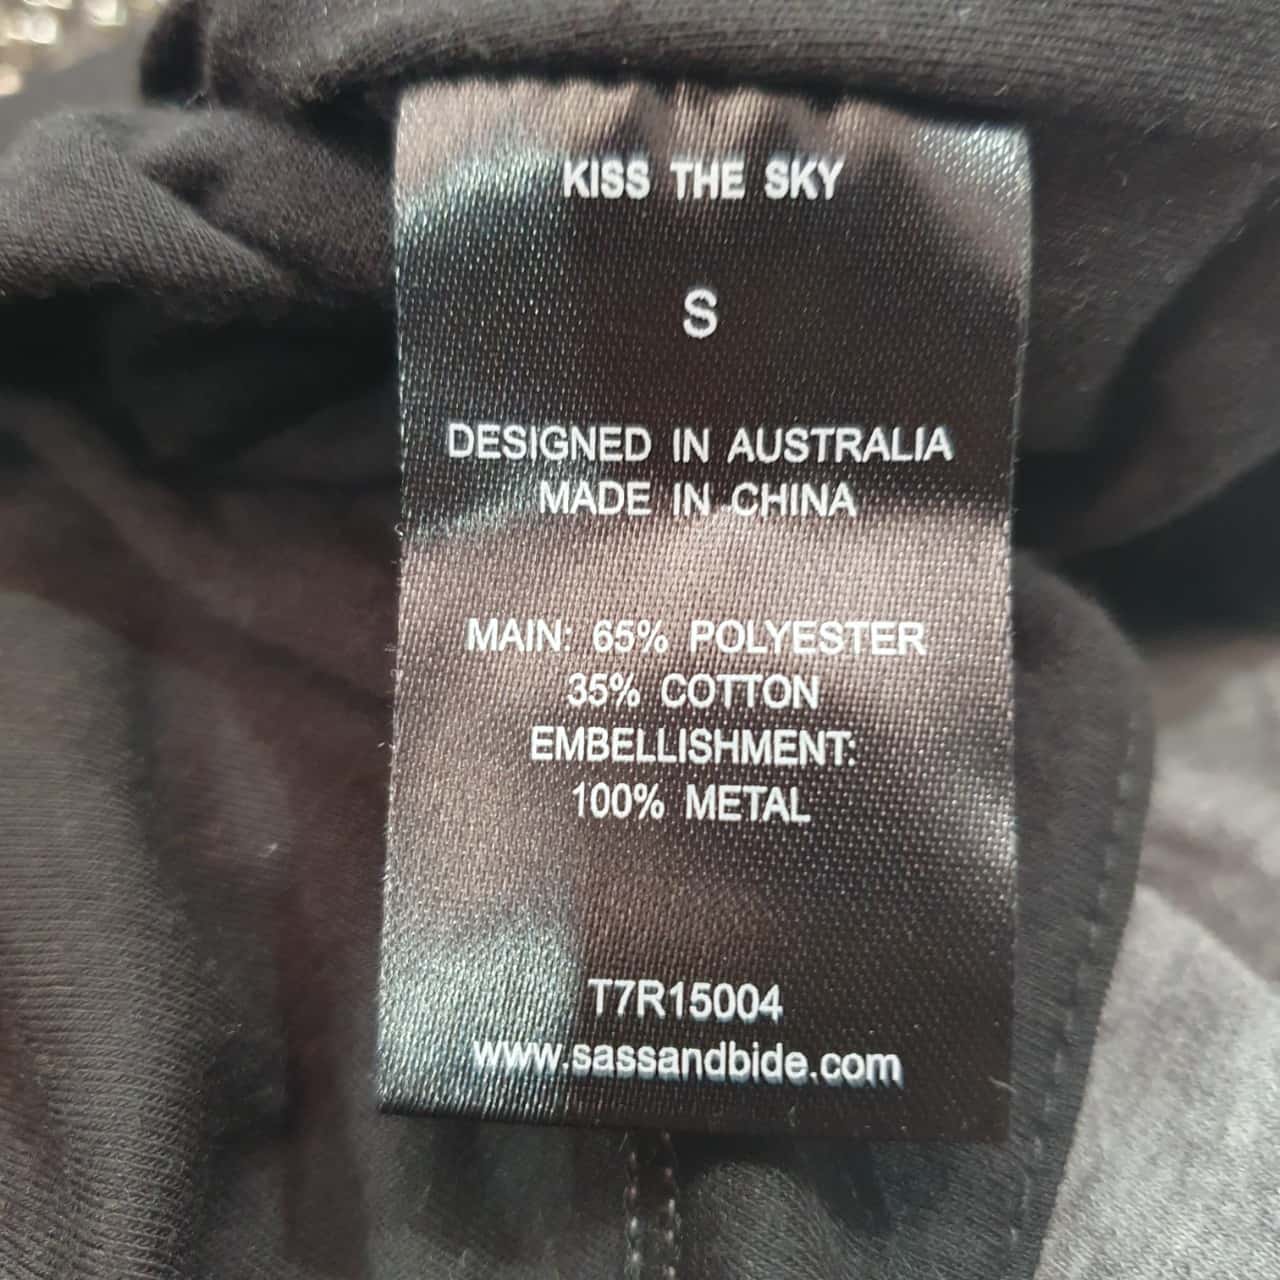 KISS THE SKY
S
DESIGNED IN AUSTRALIA
MADE IN CHINA
MAIN: 65% POLYESTER
35% COTTON
EMBELLISHMENT:
100% METAL
T7R15004
www.sassandbide.com